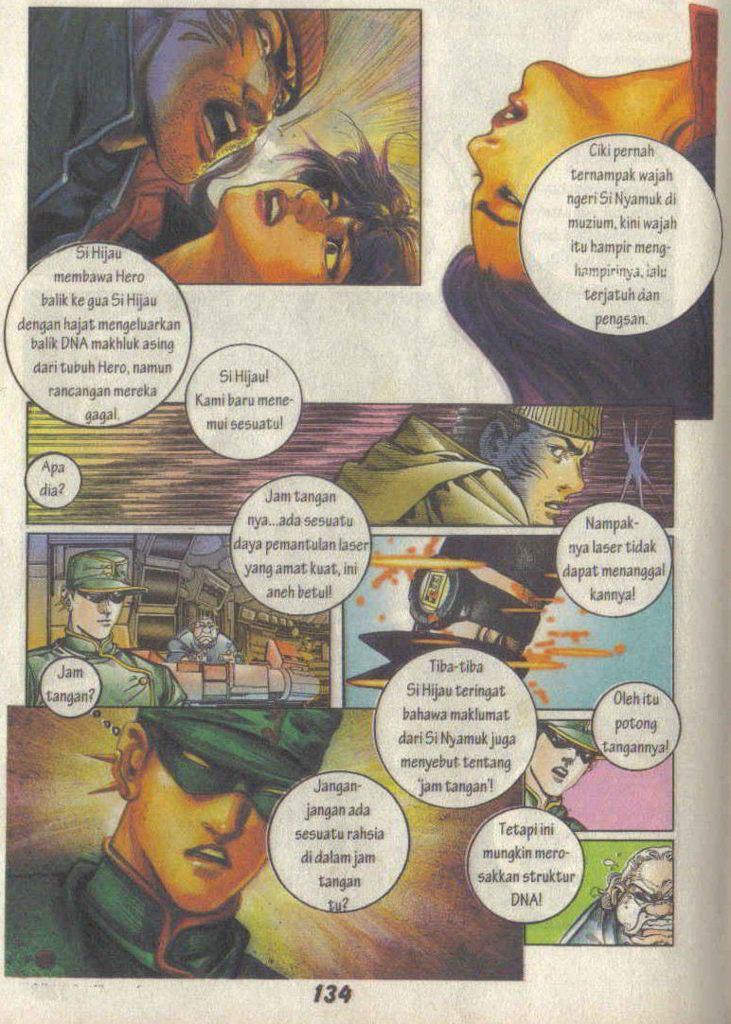 Ciki pernah
ternampak wajah
ngeri Si Nyamuk di
muzium, kini wajah
itu hampir meng-
hampirinya, lalu
terjatuh dan
pengsan.
Si Hijau
membawa Hero
balik ke gua Si Hijau
dengan hajat mengeluarkan
balik DNA makhluk asing
dari tubuh Hero, namun
rancangan mereka
gagal.
Si Hijau!
Kami baru mene-
mui sesuatu!
Apa
dia?
Jam tangan
nya...ada sesuatu
daya pemantulan laser
yang amat kuat, ini
aneh betul!
Nampak-
nya laser tidak
dapat menanggal
kannya!
Jam
tangan?
Tiba-tiba
Si Hijau teringat
bahawa maklumat
dari Si Nyamuk juga
menyebut tentang
"jam tangan"!
Oleh itu
potong
tangannya!
Jangan-
jangan ada
sesuatu rahsia
di dalam jam
tangan
tu?
Tetapi ini
mungkin mero-
sakkan struktur
DNA!
134